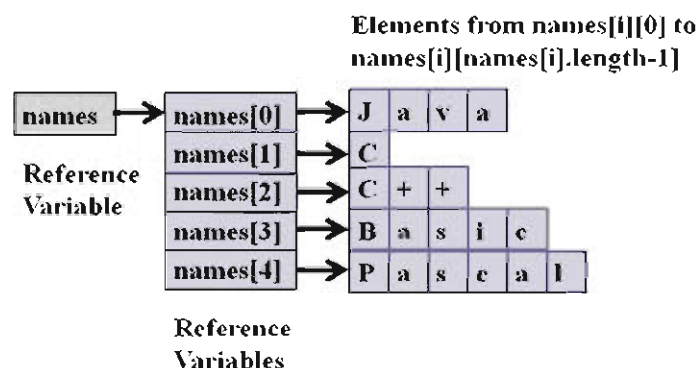 Elements from names[i][0] to
names[i][names[i].length-1]
names
names[0] J a v a
names[1] C
names[2] C + +
names[3] B a s i c
names[4] P a s c a l
Reference
Variable
Reference
Variables